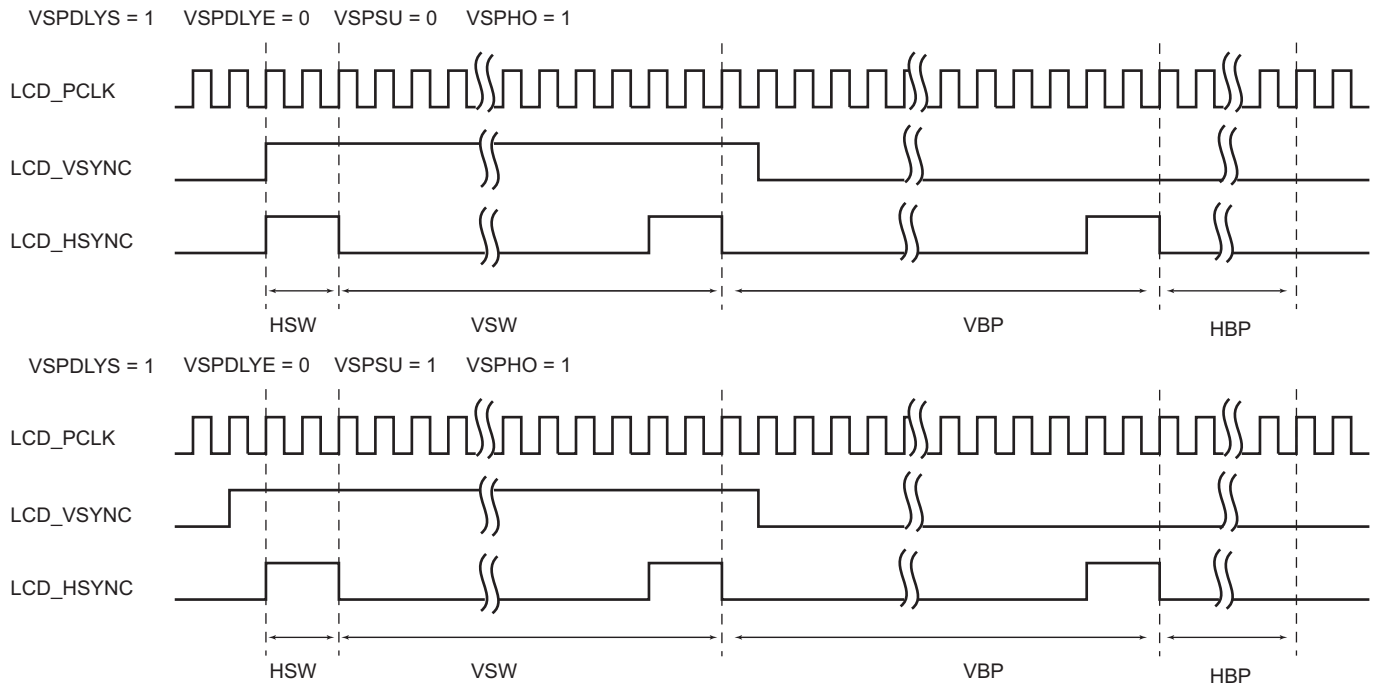 VSPDLYS = 1 VSPDLYE = 0 VSPSU = 0 VSPHO = 1
LCD_PCLK
LCD_VSYNC
LCD_HSYNC
HSW VSW VBP HBP
VSPDLYS = 1 VSPDLYE = 0 VSPSU = 1 VSPHO = 1
LCD_PCLK
LCD_VSYNC
LCD_HSYNC
HSW VSW VBP HBP